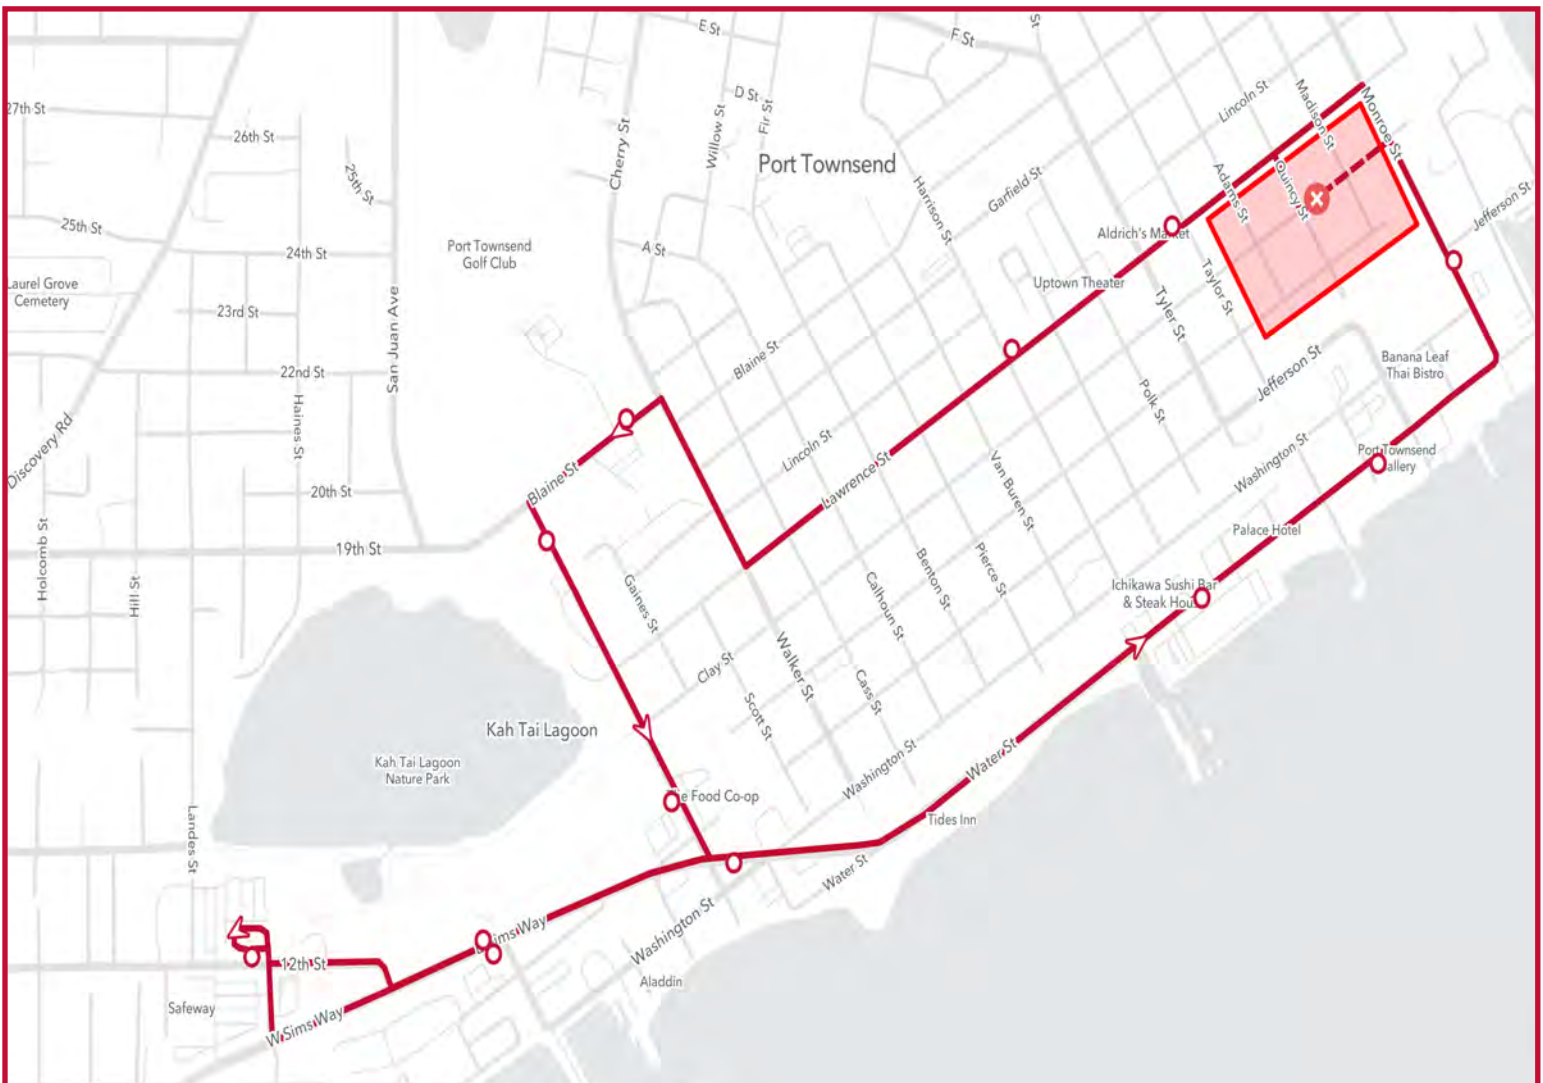 E St
F St
St
27th St
26th St
25th St
25th St
24th St
23rd St
22nd St
20th St
19th St
Discovery Rd
Laurel Grove
Cemetery
Holcomb St
Hill St
Haines St
San Juan Ave
Landes St
Port Townsend
Golf Club
Cherry St
Willow St
D St
Fir St
A St
Port Townsend
Harrison St
Garfield St
Lincoln St
Madison St
Monroe St
Adams St
Quincy St
Taylor St
Jefferson St
Aldrich's Market
Uptown Theater
Tyler St
Polk St
Jefferson St
Banana Leaf
Thai Bistro
Blaine St
Lincoln St
Lawrence St
Blaine St
Van Buren St
Washington St
Port Townsend
Palace Hotel
Ichikawa Sushi Bar
& Steak
Gaines St
Calhoun St
Benton St
Pierce St
Clay St
Walker St
Cass St
Scott St
Kah Tai Lagoon
Kah Tai Lagoon
Nature Park
Food Co-op
Washington St
Water St
Tides Inn
Water St
Washington St
Sims Way
12th St
Aladdin
Safeway
W Sims Way